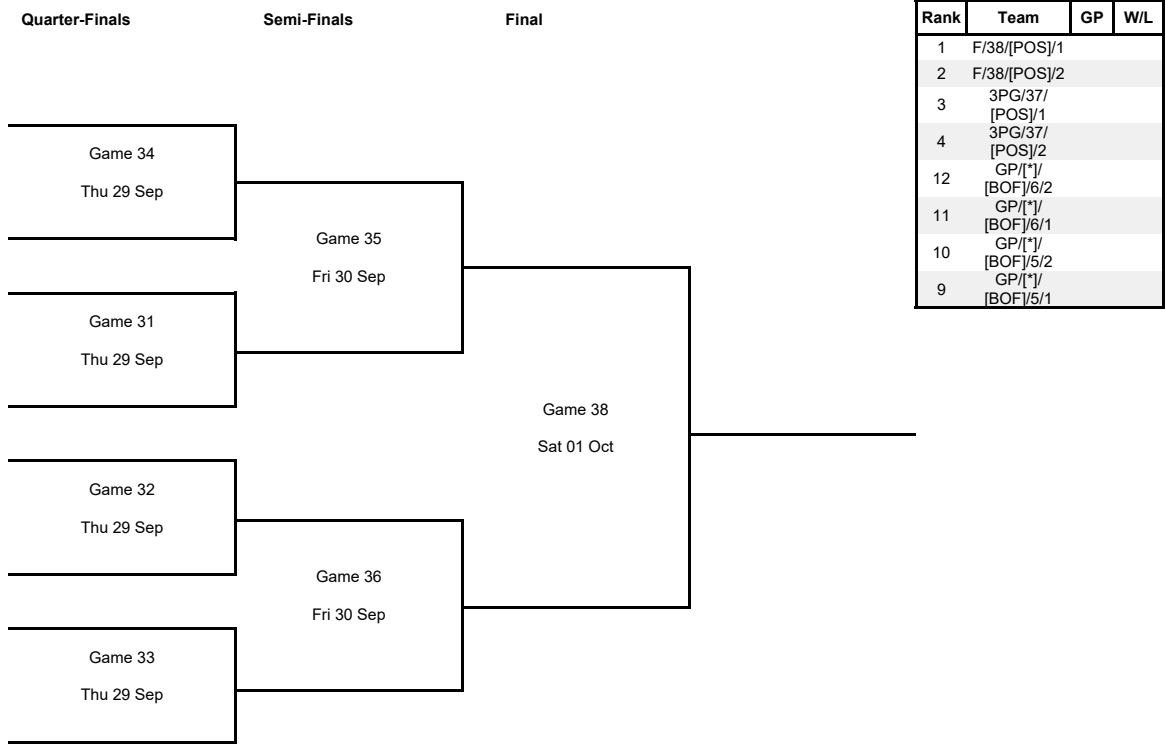 Quarter-Finals Semi-Finals Final
Game 34
Thu 29 Sep
Game 35
Fri 30 Sep
Game 31
Thu 29 Sep
Game 38
Sat 01 Oct
Game 32
Thu 29 Sep
Game 36
Fri 30 Sep
Game 33
Thu 29 Sep
Rank Team GP W/L
1 F/38/[POS]/1
2 F/38/[POS]/2
3 3PG/37/
[POS]/1
4 3PG/37/
[POS]/2
12 GP/[*]/
[BOF]/6/2
11 GP/[*]/
[BOF]/6/1
10 GP/[*]/
[BOF]/5/2
9 GP/[*]/
[BOF]/5/1